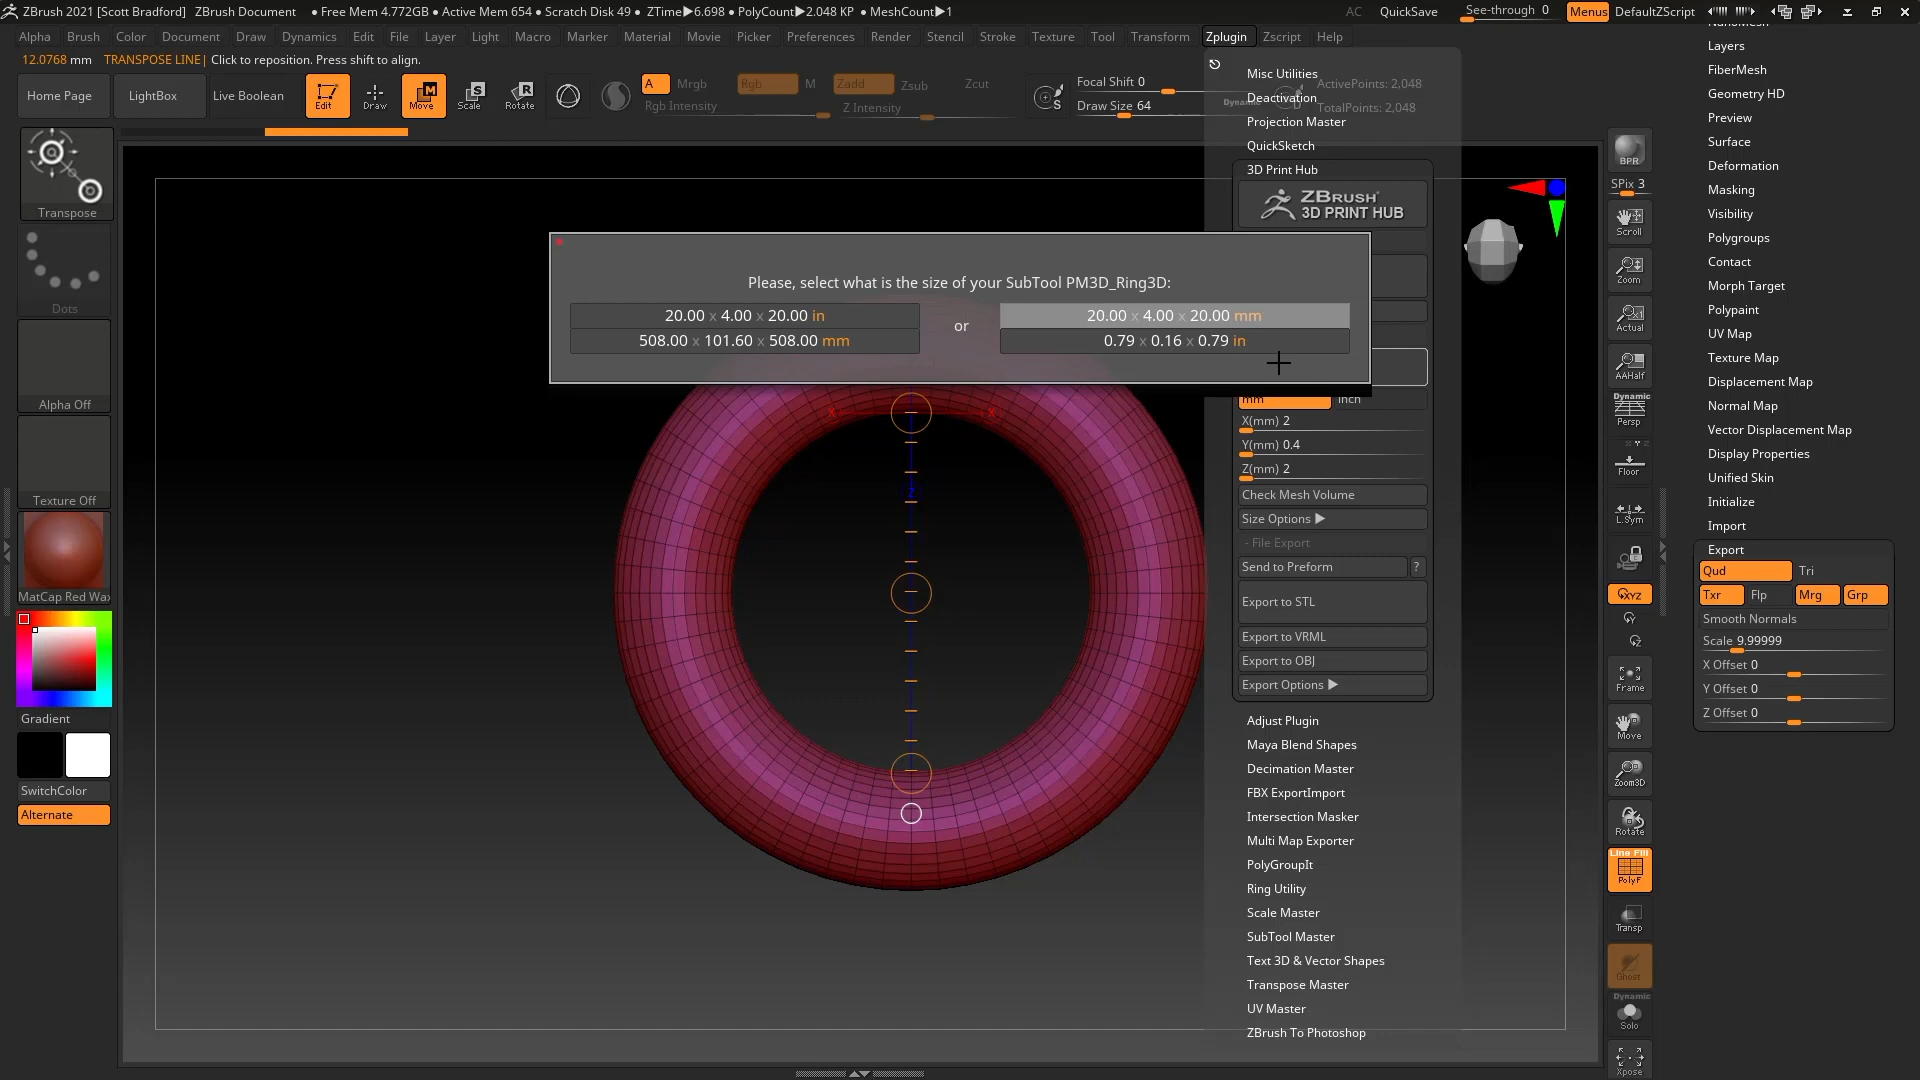 ZBrush 2021 [Scott Bradford] ZBrush Document • Free Mem 4.772GB • Active Mem 654 • Scratch Disk 49 • ZTime▶6.698 • PolyCount▶2.048 KP • MeshCount▶1 AC QuickSave See-through 0 Menus DefaultZScript
Alpha Brush Color Document Draw Dynamics Edit File Layer Light Macro Marker Material Movie Picker Preferences Render Stencil Stroke Texture Tool Transform Zplugin Zscript Help
12.0768 mm TRANSPOSE LINE| Click to reposition. Press shift to align.
Home Page LightBox Live Boolean Edit Draw Move Scale Rotate
A Mrgb Rgb M Zadd Zsub Zcut
Rgb Intensity Z Intensity
S Focal Shift 0
Draw Size 64
Dynamic
ActivePoints: 2,048
TotalPoints: 2,048
Transpose
Dots
Alpha Off
Texture Off
MatCap Red Wax
Gradient
SwitchColor
Alternate
Please, select what is the size of your SubTool PM3D_Ring3D:
20.00 x 4.00 x 20.00 in
508.00 x 101.60 x 508.00 mm
or
20.00 x 4.00 x 20.00 mm
0.79 x 0.16 x 0.79 in
X X
Z
Misc Utilities
Deactivation
Projection Master
QuickSketch
3D Print Hub
ZBRUSH
3D PRINT HUB
mm inch
X(mm) 2
Y(mm) 0.4
Z(mm) 2
Check Mesh Volume
Size Options ▶
- File Export
Send to Preform ?
Export to STL
Export to VRML
Export to OBJ
Export Options ▶
Adjust Plugin
Maya Blend Shapes
Decimation Master
FBX ExportImport
Intersection Masker
Multi Map Exporter
PolyGroupIt
Ring Utility
Scale Master
SubTool Master
Text 3D & Vector Shapes
Transpose Master
UV Master
ZBrush To Photoshop
BPR
SPix 3
Scroll
Zoom
Actual
AAHalf
Dynamic
Persp
Floor
L.Sym
XYZ
Frame
Move
Zoom3D
Rotate
Line Fill
PolyF
Transp
Ghost
Dynamic
Solo
Xpose
NanoMesh
Layers
FiberMesh
Geometry HD
Preview
Surface
Deformation
Masking
Visibility
Polygroups
Contact
Morph Target
Polypaint
UV Map
Texture Map
Displacement Map
Normal Map
Vector Displacement Map
Display Properties
Unified Skin
Initialize
Import
Export
Qud Tri
Txr Flp Mrg Grp
Smooth Normals
Scale 9.99999
X Offset 0
Y Offset 0
Z Offset 0